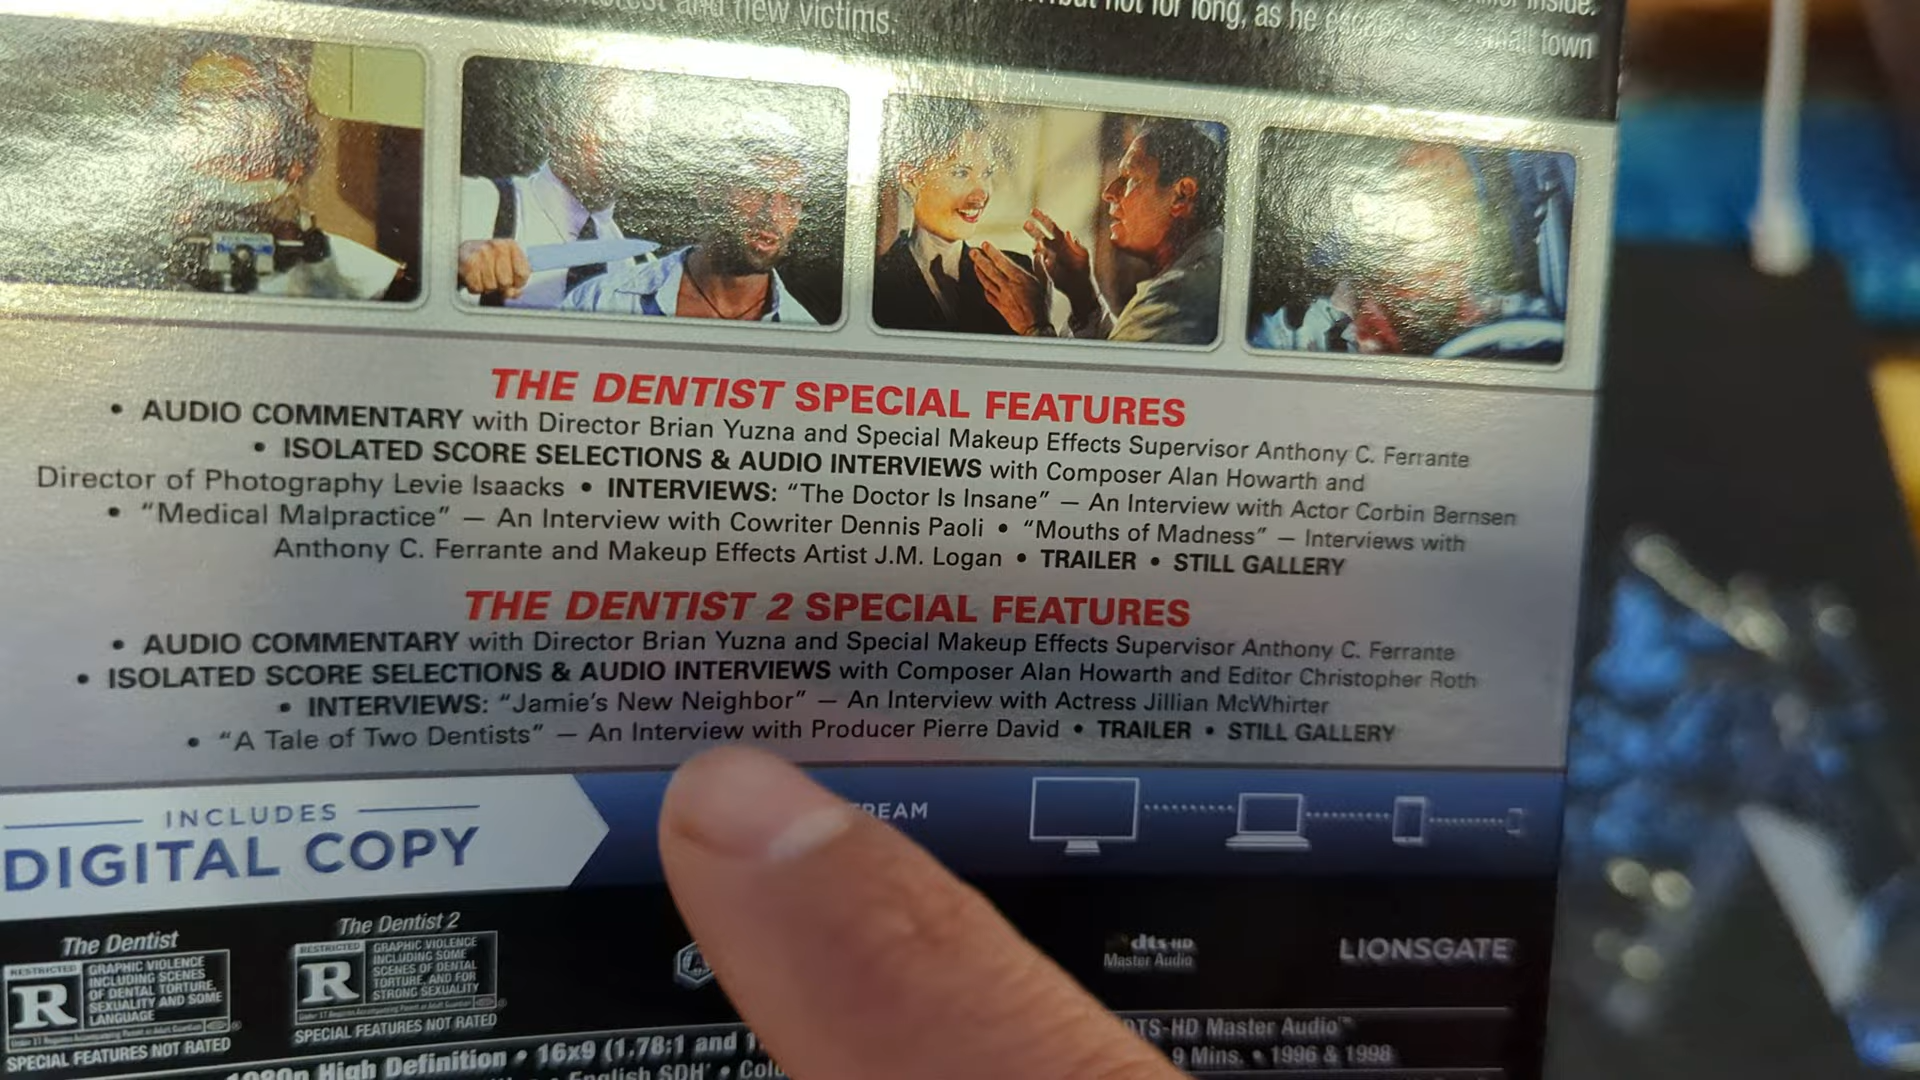 and new victims.
but not for long, as he escapes to a small town
THE DENTIST SPECIAL FEATURES
• AUDIO COMMENTARY with Director Brian Yuzna and Special Makeup Effects Supervisor Anthony C. Ferrante
• ISOLATED SCORE SELECTIONS & AUDIO INTERVIEWS with Composer Alan Howarth and
Director of Photography Levie Isaacks • INTERVIEWS: “The Doctor Is Insane” — An Interview with Actor Corbin Bernsen
• “Medical Malpractice” — An Interview with Cowriter Dennis Paoli • “Mouths of Madness” — Interviews with
Anthony C. Ferrante and Makeup Effects Artist J.M. Logan • TRAILER • STILL GALLERY
THE DENTIST 2 SPECIAL FEATURES
• AUDIO COMMENTARY with Director Brian Yuzna and Special Makeup Effects Supervisor Anthony C. Ferrante
• ISOLATED SCORE SELECTIONS & AUDIO INTERVIEWS with Composer Alan Howarth and Editor Christopher Roth
• INTERVIEWS: “Jamie’s New Neighbor” — An Interview with Actress Jillian McWhirter
• “A Tale of Two Dentists” — An Interview with Producer Pierre David • TRAILER • STILL GALLERY
INCLUDES
DIGITAL COPY
The Dentist
RESTRICTED
R
GRAPHIC VIOLENCE
INCLUDING SCENES
OF DENTAL TORTURE,
SEXUALITY AND SOME
LANGUAGE
SPECIAL FEATURES NOT RATED
The Dentist 2
RESTRICTED
R
GRAPHIC VIOLENCE
INCLUDING SOME
SCENES OF DENTAL
TORTURE, AND FOR
STRONG SEXUALITY
SPECIAL FEATURES NOT RATED
dts-HD
Master Audio
LIONSGATE
1080p High Definition • 16x9 (1.78:1 and
DTS-HD Master Audio™
English SDH •
9 Mins. • 1996 & 1998